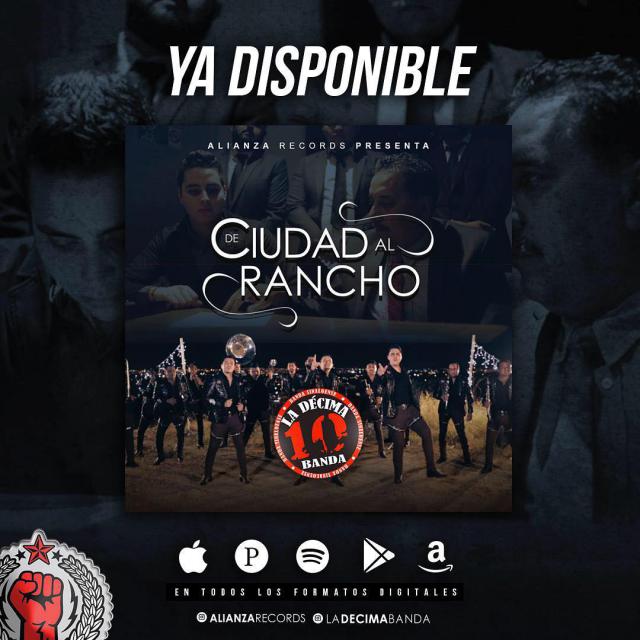 YA DISPONIBLE
ALIANZA RECORDS PRESENTA
DE CIUDAD AL
RANCHO
LA DÉCIMA
10
BANDA
P
a
EN TODOS LOS FORMATOS DIGITALES
ALIANZARECORDS LADECIMABANDA